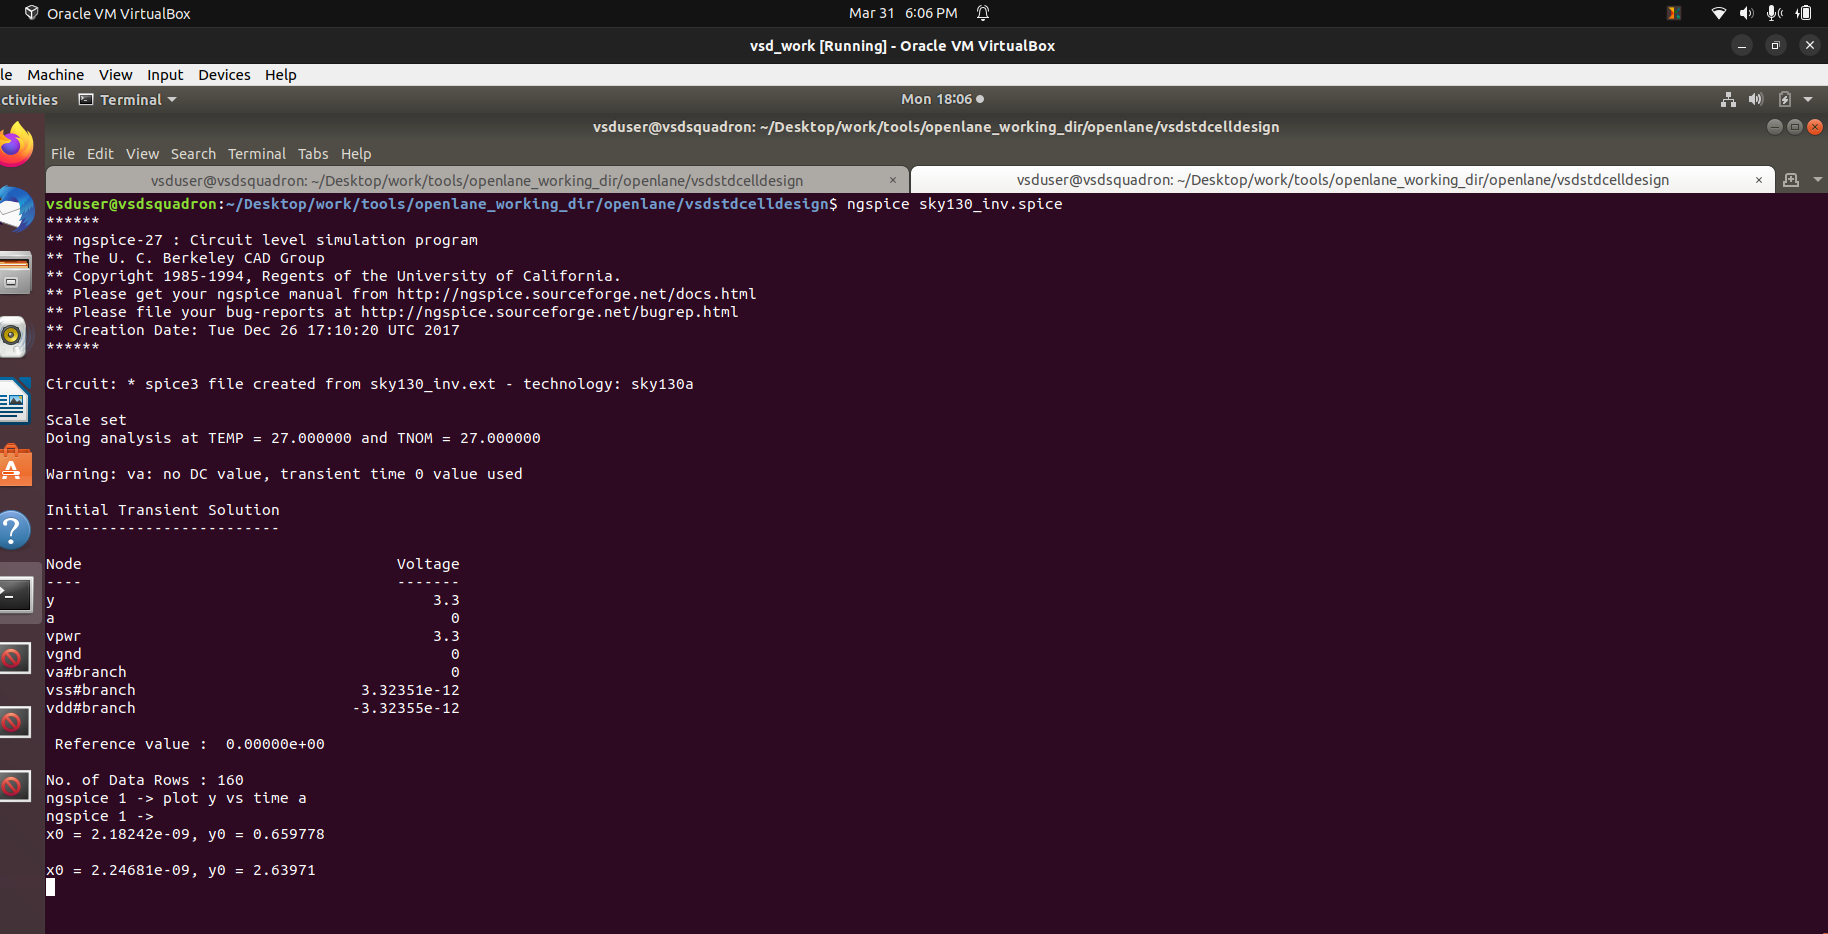 Oracle VM VirtualBox
Mar 31 6:06 PM
vsd_work [Running] - Oracle VM VirtualBox
le Machine View Input Devices Help
ctivities Terminal Mon 18:06
vsduser@vsdsquadron: ~/Desktop/work/tools/openlane_working_dir/openlane/vsdstdcelldesign
File Edit View Search Terminal Tabs Help
vsduser@vsdsquadron: ~/Desktop/work/tools/openlane_working_dir/openlane/vsdstdcelldesign × vsduser@vsdsquadron: ~/Desktop/work/tools/openlane_working_dir/openlane/vsdstdcelldesign ×
vsduser@vsdsquadron:~/Desktop/work/tools/openlane_working_dir/openlane/vsdstdcelldesign$ ngspice sky130_inv.spice
******
** ngspice-27 : Circuit level simulation program
** The U. C. Berkeley CAD Group
** Copyright 1985-1994, Regents of the University of California.
** Please get your ngspice manual from http://ngspice.sourceforge.net/docs.html
** Please file your bug-reports at http://ngspice.sourceforge.net/bugrep.html
** Creation Date: Tue Dec 26 17:10:20 UTC 2017
******
Circuit: * spice3 file created from sky130_inv.ext - technology: sky130a
Scale set
Doing analysis at TEMP = 27.000000 and TNOM = 27.000000
Warning: va: no DC value, transient time 0 value used
Initial Transient Solution
--------------------------
Node Voltage
---- -------
y 3.3
a 0
vpwr 3.3
vgnd 0
va#branch 0
vss#branch 3.32351e-12
vdd#branch -3.32355e-12
Reference value : 0.00000e+00
No. of Data Rows : 160
ngspice 1 -> plot y vs time a
ngspice 1 ->
x0 = 2.18242e-09, y0 = 0.659778
x0 = 2.24681e-09, y0 = 2.63971